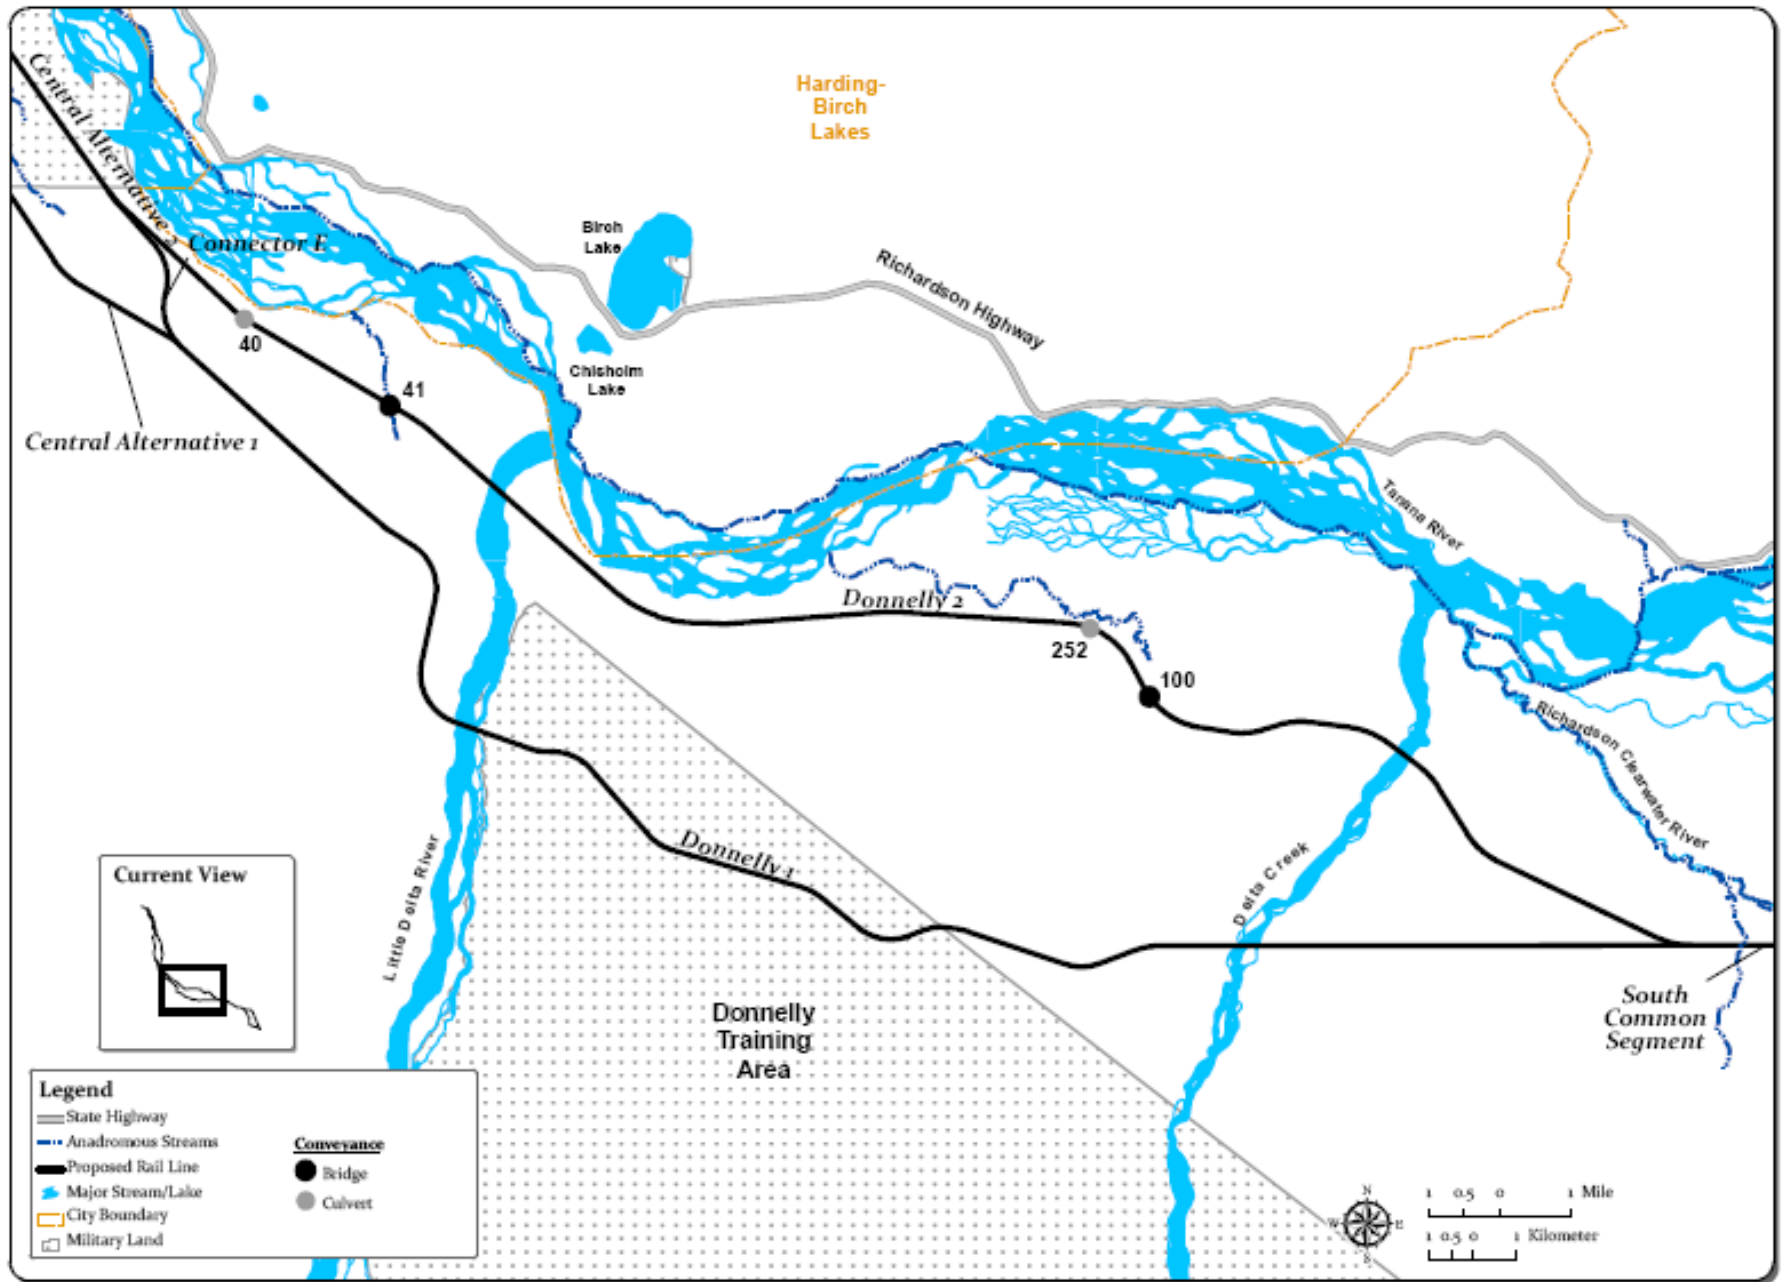 Harding-
Birch
Lakes
Central Alternative 2
Connector E
Birch
Lake
Richardson Highway
40
Chisholm
Lake
41
Central Alternative 1
Tanana River
Donnelly 2
252
100
Richardson Clearwater River
Donnelly 1
Little Delta River
Delta Creek
Current View
South
Common
Segment
Donnelly
Training
Area
Legend
State Highway
Anadromous Streams
Proposed Rail Line
Major Stream/Lake
City Boundary
Military Land
Conveyance
Bridge
Culvert
N
W E
S
1 0.5 0 1 Mile
1 0.5 0 1 Kilometer